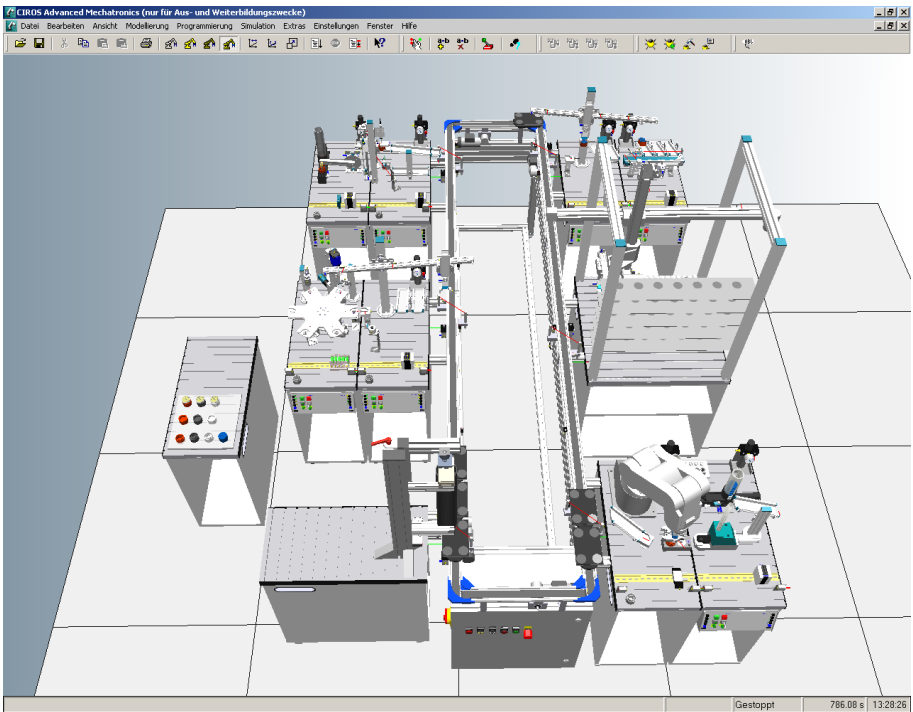 CIROS Advanced Mechatronics (nur für Aus- und Weiterbildungszwecke)
Datei Bearbeiten Ansicht Modellierung Programmierung Simulation Extras Einstellungen Fenster Hilfe
a-b a-b
Gestoppt 786.08 s 13:28:26